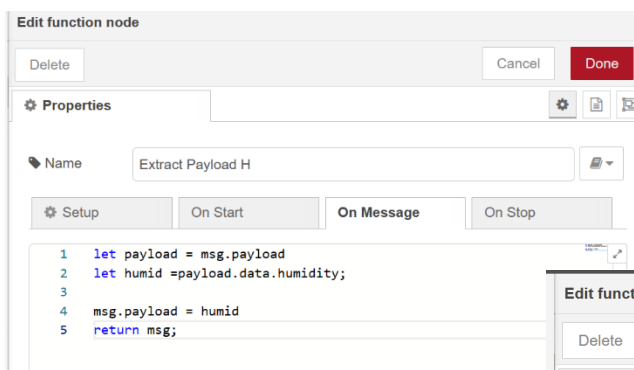 Edit function node
Delete
Cancel
Done
Properties
Name
Extract Payload H
Setup
On Start
On Message
On Stop
1 let payload = msg.payload
2 let humid =payload.data.humidity;
3
4 msg.payload = humid
5 return msg;
Edit funct
Delete